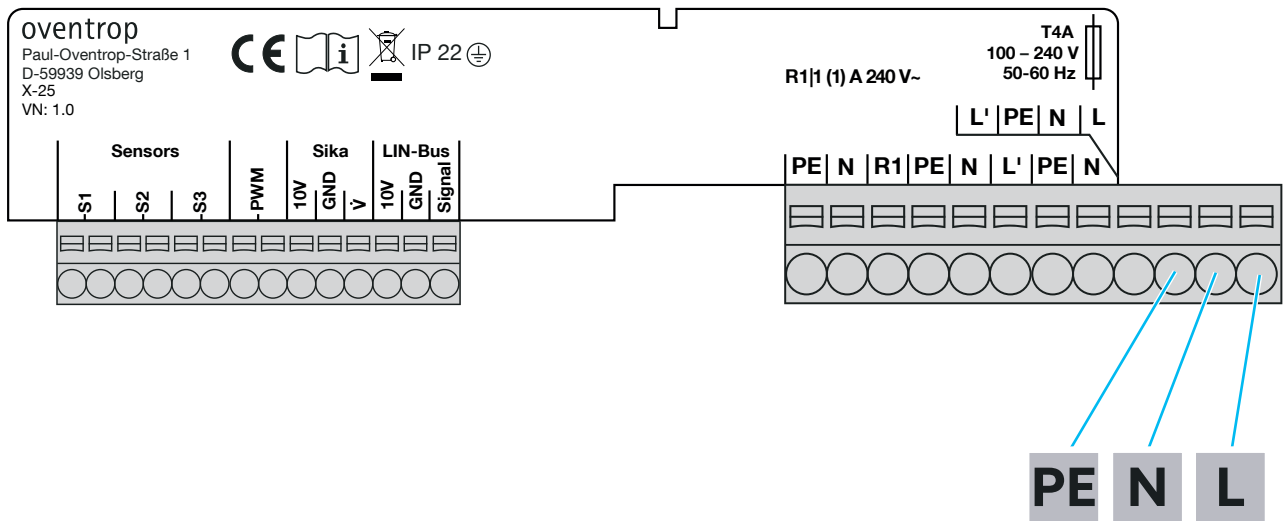 oventrop
Paul-Oventrop-Straße 1
D-59939 Olsberg
X-25
VN: 1.0
CE i IP 22
T4A
100 – 240 V
50-60 Hz
R1|1 (1) A 240 V~
L' PE N L
Sensors Sika LIN-Bus
S1 S2 S3 PWM 10V GND V̇ 10V GND Signal
PE N R1 PE N L' PE N
PE N L